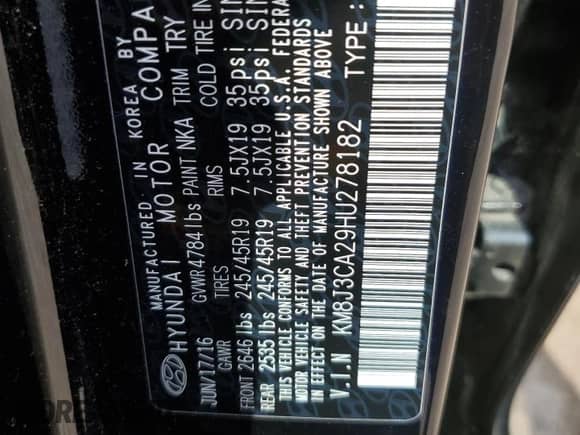 MANUFACTURED IN KOREA BY
HYUNDAI MOTOR COMPA
JUN/17/16 GVWR 4784 lbs PAINT NKA TRIM TRY
GAWR TIRES RIMS COLD TIRE IN
FRONT 2646 lbs 245/45R19 7.5JX19 35psi SIN
REAR 2535 lbs 245/45R19 7.5JX19 35psi SIN
THIS VEHICLE CONFORMS TO ALL APPLICABLE U.S.A. FEDERA
MOTOR VEHICLE SAFETY AND THEFT PREVENTION STANDARDS
IN EFFECT ON THE DATE OF MANUFACTURE SHOWN ABOVE
V.I.N KM8J3CA29HU278182 TYPE :